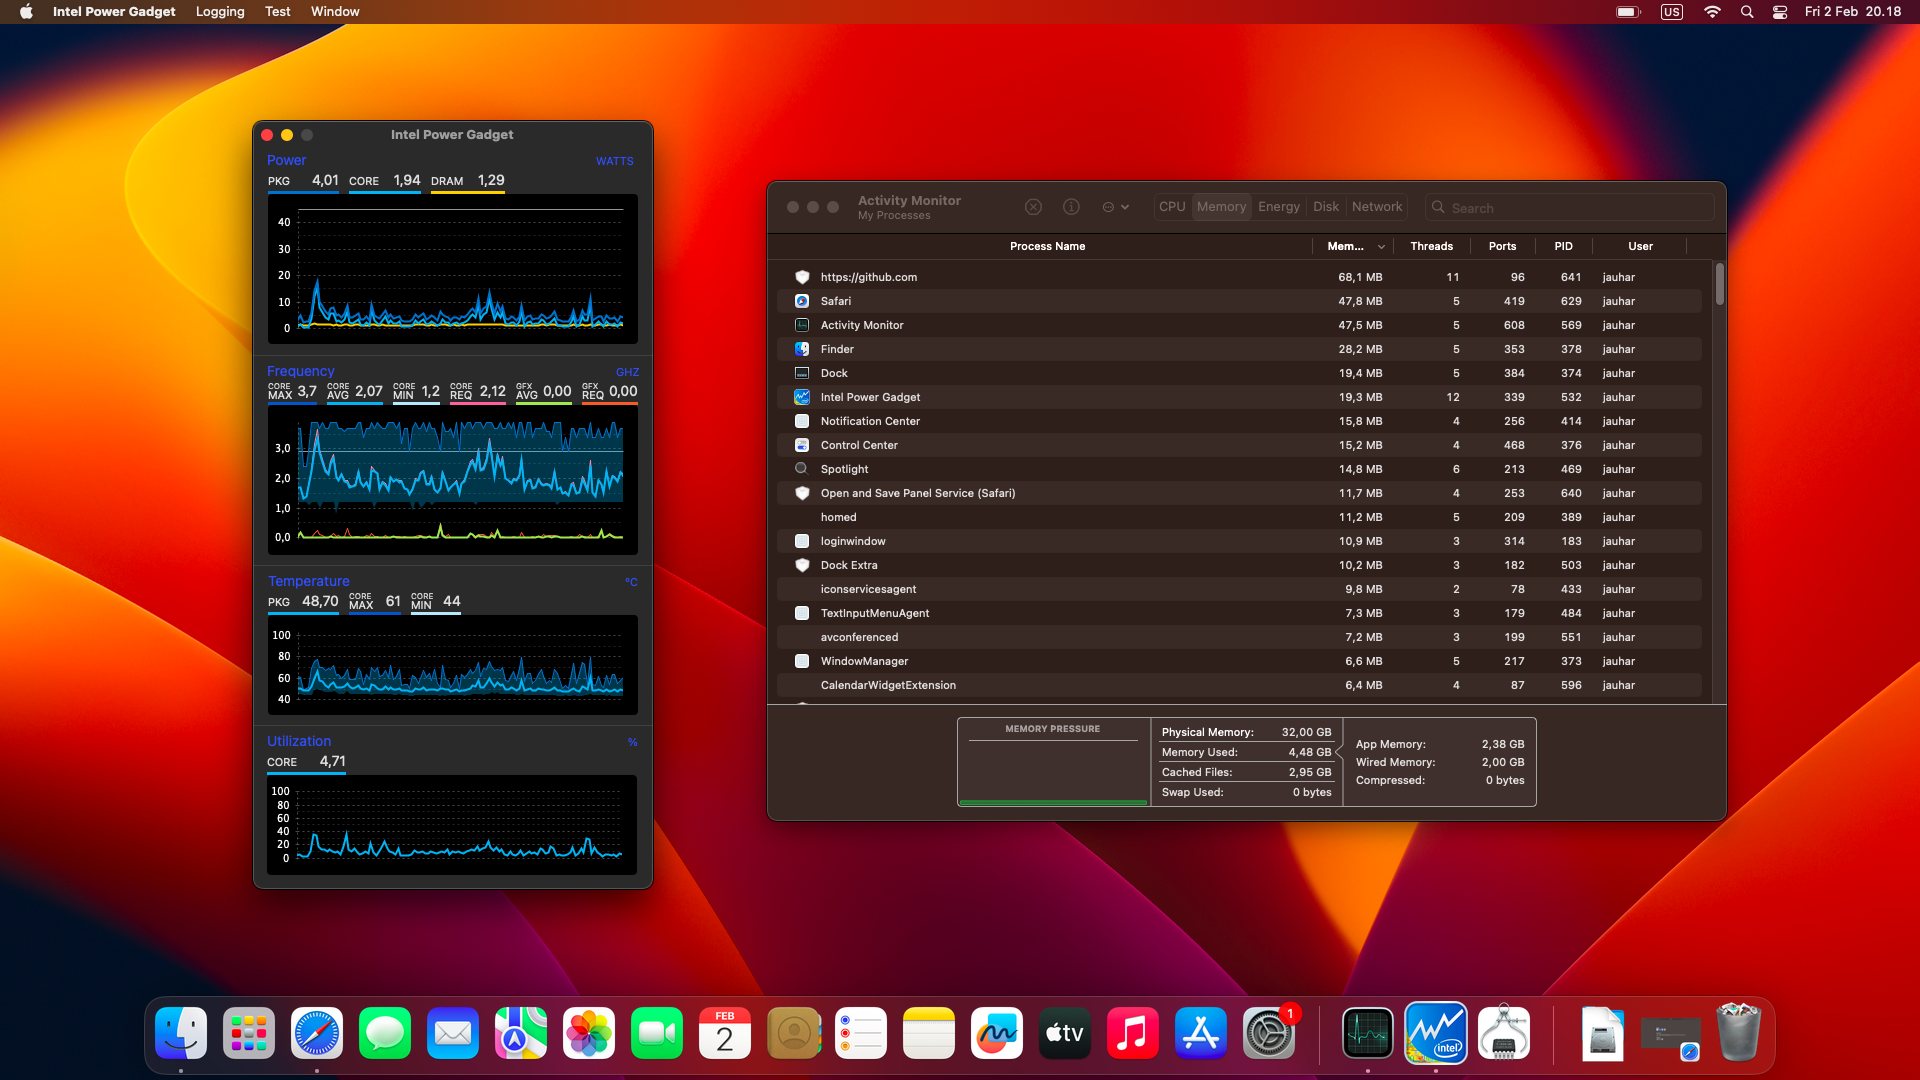 Intel Power Gadget Logging Test Window US Fri 2 Feb 20.18
Intel Power Gadget
Power WATTS
PKG 4,01 CORE 1,94 DRAM 1,29
40
30
20
10
0
Frequency GHZ
CORE MAX 3,7 CORE AVG 2,07 CORE MIN 1,2 CORE REQ 2,12 GFX AVG 0,00 GFX REQ 0,00
3,0
2,0
1,0
0,0
Temperature °C
PKG 48,70 CORE MAX 61 CORE MIN 44
100
80
60
40
Utilization %
CORE 4,71
100
80
60
40
20
0
Activity Monitor
My Processes
CPU Memory Energy Disk Network Search
Process Name Mem... Threads Ports PID User
https://github.com 68,1 MB 11 96 641 jauhar
Safari 47,8 MB 5 419 629 jauhar
Activity Monitor 47,5 MB 5 608 569 jauhar
Finder 28,2 MB 5 353 378 jauhar
Dock 19,4 MB 5 384 374 jauhar
Intel Power Gadget 19,3 MB 12 339 532 jauhar
Notification Center 15,8 MB 4 256 414 jauhar
Control Center 15,2 MB 4 468 376 jauhar
Spotlight 14,8 MB 6 213 469 jauhar
Open and Save Panel Service (Safari) 11,7 MB 4 253 640 jauhar
homed 11,2 MB 5 209 389 jauhar
loginwindow 10,9 MB 3 314 183 jauhar
Dock Extra 10,2 MB 3 182 503 jauhar
iconservicesagent 9,8 MB 2 78 433 jauhar
TextInputMenuAgent 7,3 MB 3 179 484 jauhar
avconferenced 7,2 MB 3 199 551 jauhar
WindowManager 6,6 MB 5 217 373 jauhar
CalendarWidgetExtension 6,4 MB 4 87 596 jauhar
MEMORY PRESSURE
Physical Memory: 32,00 GB
Memory Used: 4,48 GB
Cached Files: 2,95 GB
Swap Used: 0 bytes
App Memory: 2,38 GB
Wired Memory: 2,00 GB
Compressed: 0 bytes
FEB
2
tv
1
intel